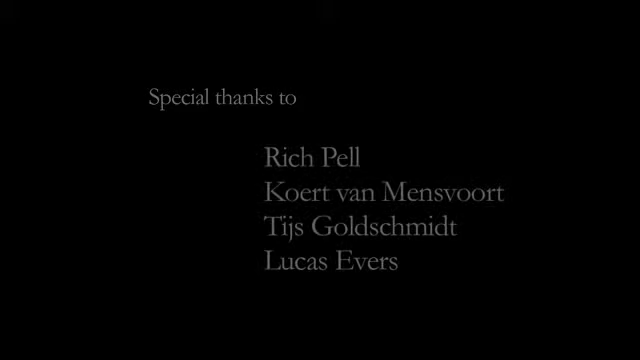 Special thanks to
Rich Pell
Koert van Mensvoort
Tijs Goldschmidt
Lucas Evers